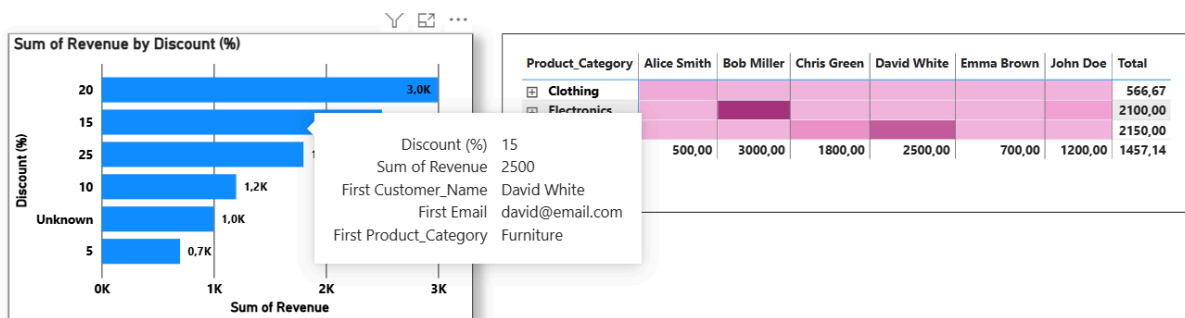 Sum of Revenue by Discount (%)
Discount (%)
20
3,0K
15
25
10
1,2K
Unknown
1,0K
5
0,7K
0K 1K 2K 3K
Sum of Revenue
Discount (%) 15
Sum of Revenue 2500
First Customer_Name David White
First Email david@email.com
First Product_Category Furniture
Product_Category Alice Smith Bob Miller Chris Green David White Emma Brown John Doe Total
Clothing 566,67
Electronics 2100,00
2150,00
500,00 3000,00 1800,00 2500,00 700,00 1200,00 1457,14